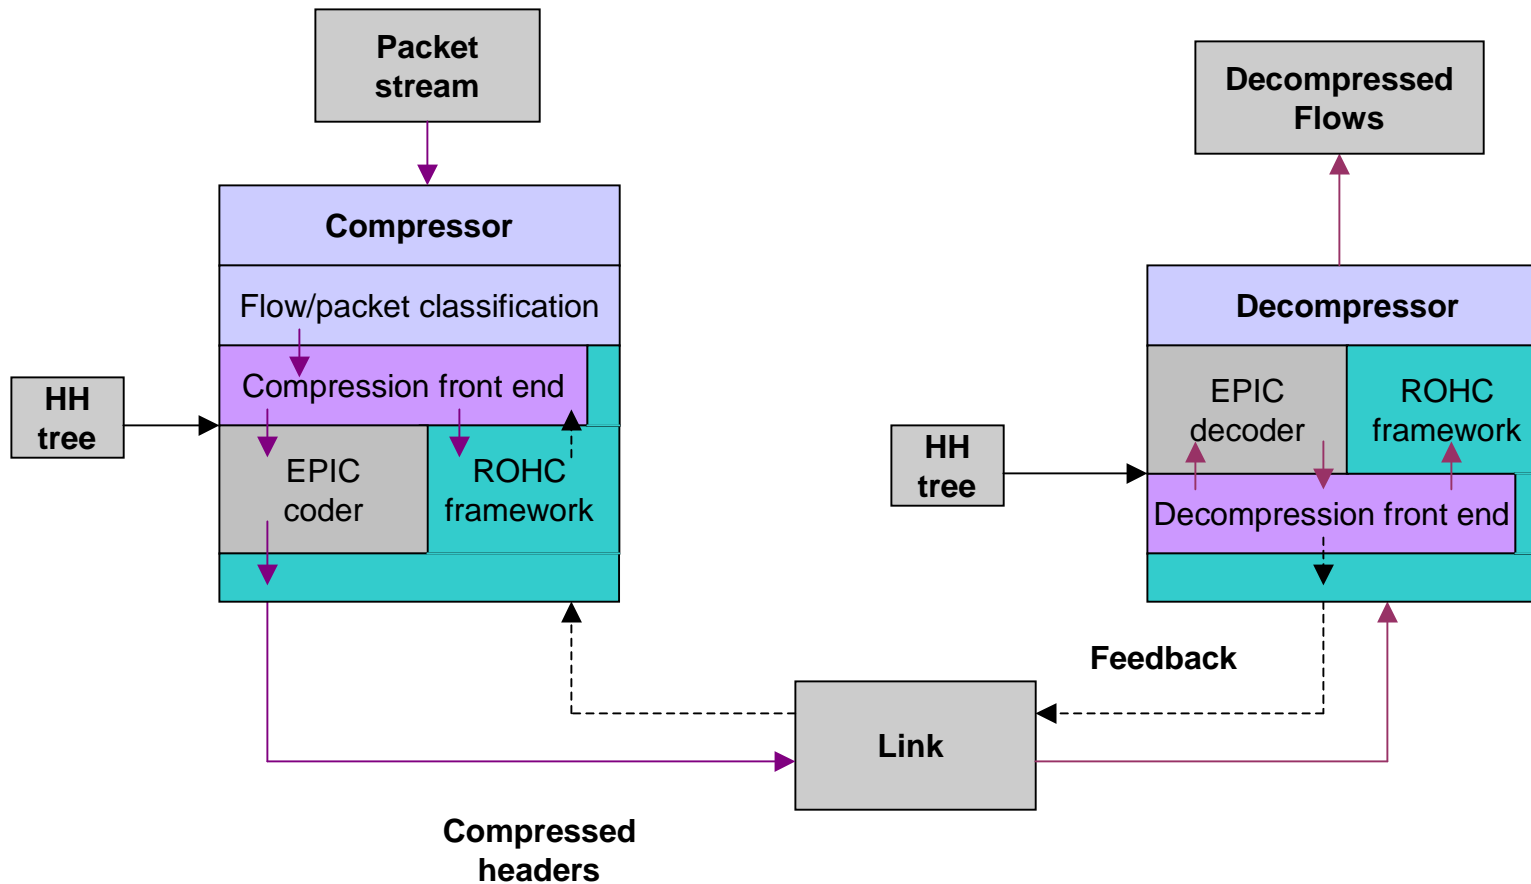 Packet
stream
Decompressed
Flows
Compressor
Flow/packet classification
Compression front end
HH
tree
EPIC
coder
ROHC
framework
Decompressor
EPIC
decoder
ROHC
framework
HH
tree
Decompression front end
Feedback
Link
Compressed
headers